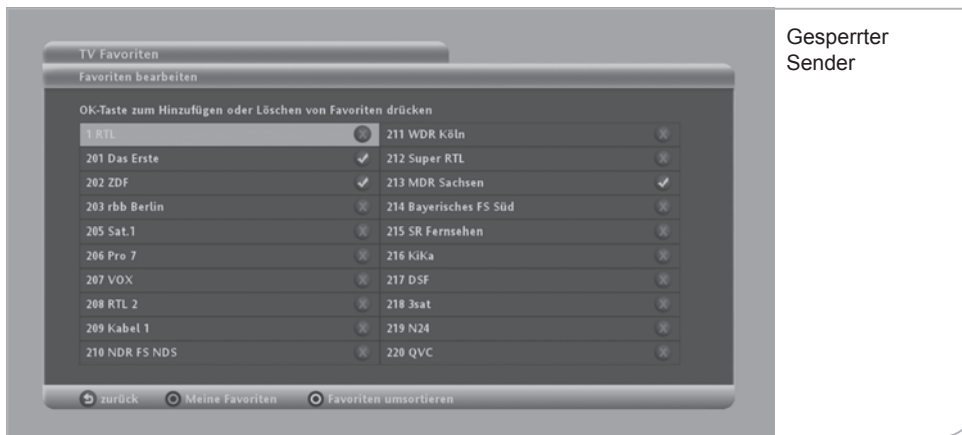 TV Favoriten
Favoriten bearbeiten
OK-Taste zum Hinzufügen oder Löschen von Favoriten drücken
1 RTL
201 Das Erste
202 ZDF
203 rbb Berlin
205 Sat.1
206 Pro 7
207 VOX
208 RTL 2
209 Kabel 1
210 NDR FS NDS
211 WDR Köln
212 Super RTL
213 MDR Sachsen
214 Bayerisches FS Süd
215 SR Fernsehen
216 KiKa
217 DSF
218 3sat
219 N24
220 QVC
zurück Meine Favoriten Favoriten umsortieren
Gesperrter
Sender